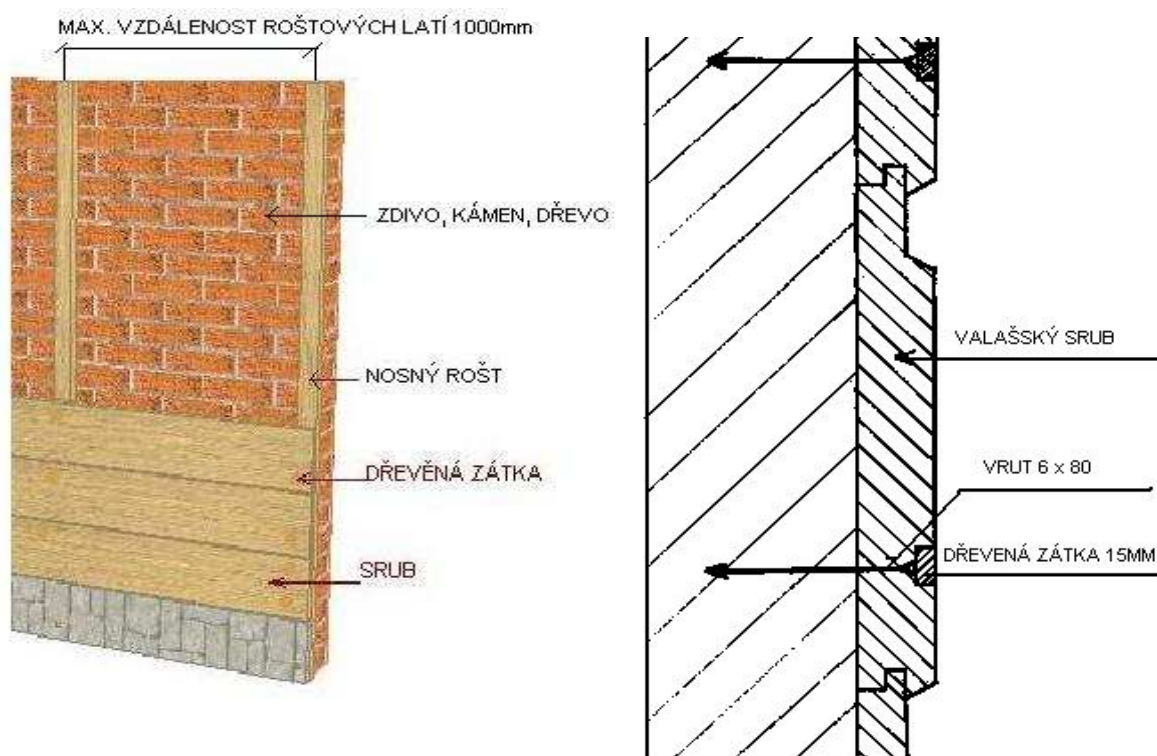 MAX. VZDÁLENOST ROŠTOVÝCH LATÍ 1000mm
ZDIVO, KÁMEN, DŘEVO
NOSNÝ ROŠT
DŘEVĚNÁ ZÁTKA
SRUB
VALAŠSKÝ SRUB
VRUT 6 x 80
DŘEVENÁ ZÁTKA 15MM